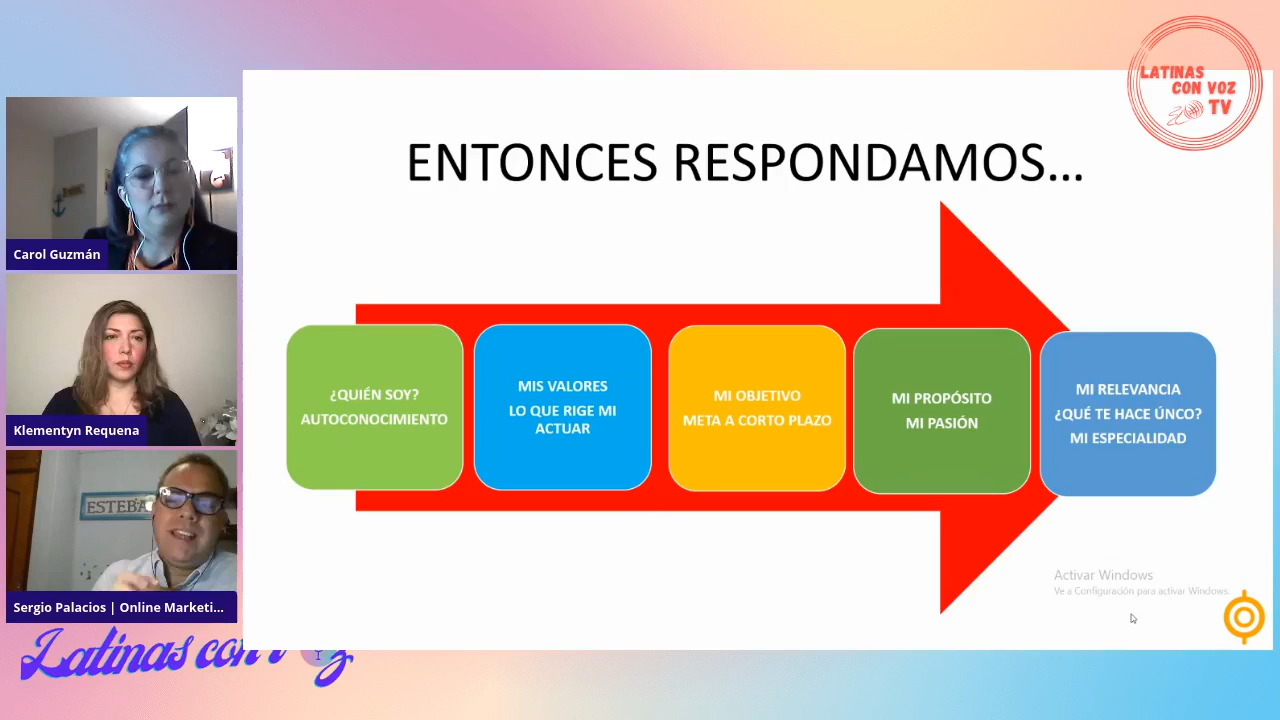 LATINAS
CON VOZ
TV
ENTONCES RESPONDAMOS...
¿QUIÉN SOY?
AUTOCONOCIMIENTO
MIS VALORES
LO QUE RIGE MI
ACTUAR
MI OBJETIVO
META A CORTO PLAZO
MI PROPÓSITO
MI PASIÓN
MI RELEVANCIA
¿QUÉ TE HACE ÚNCO?
MI ESPECIALIDAD
Carol Guzmán
Klementyn Requena
ESTEBA
Sergio Palacios | Online Marketi...
Activar Windows
Ve a Configuración para activar Windows.
Latinas con